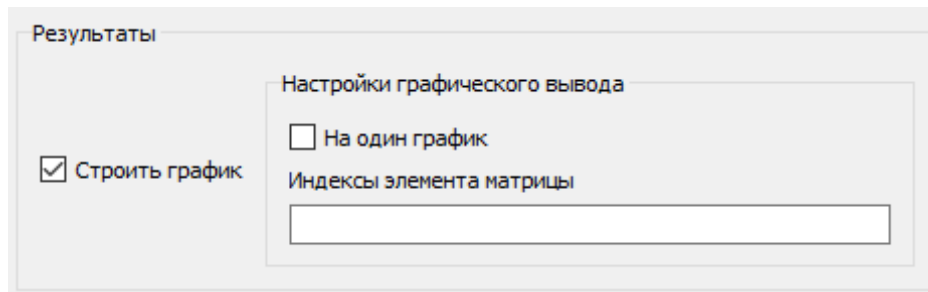 Результаты
Настройки графического вывода
На один график
Строить график
Индексы элемента матрицы